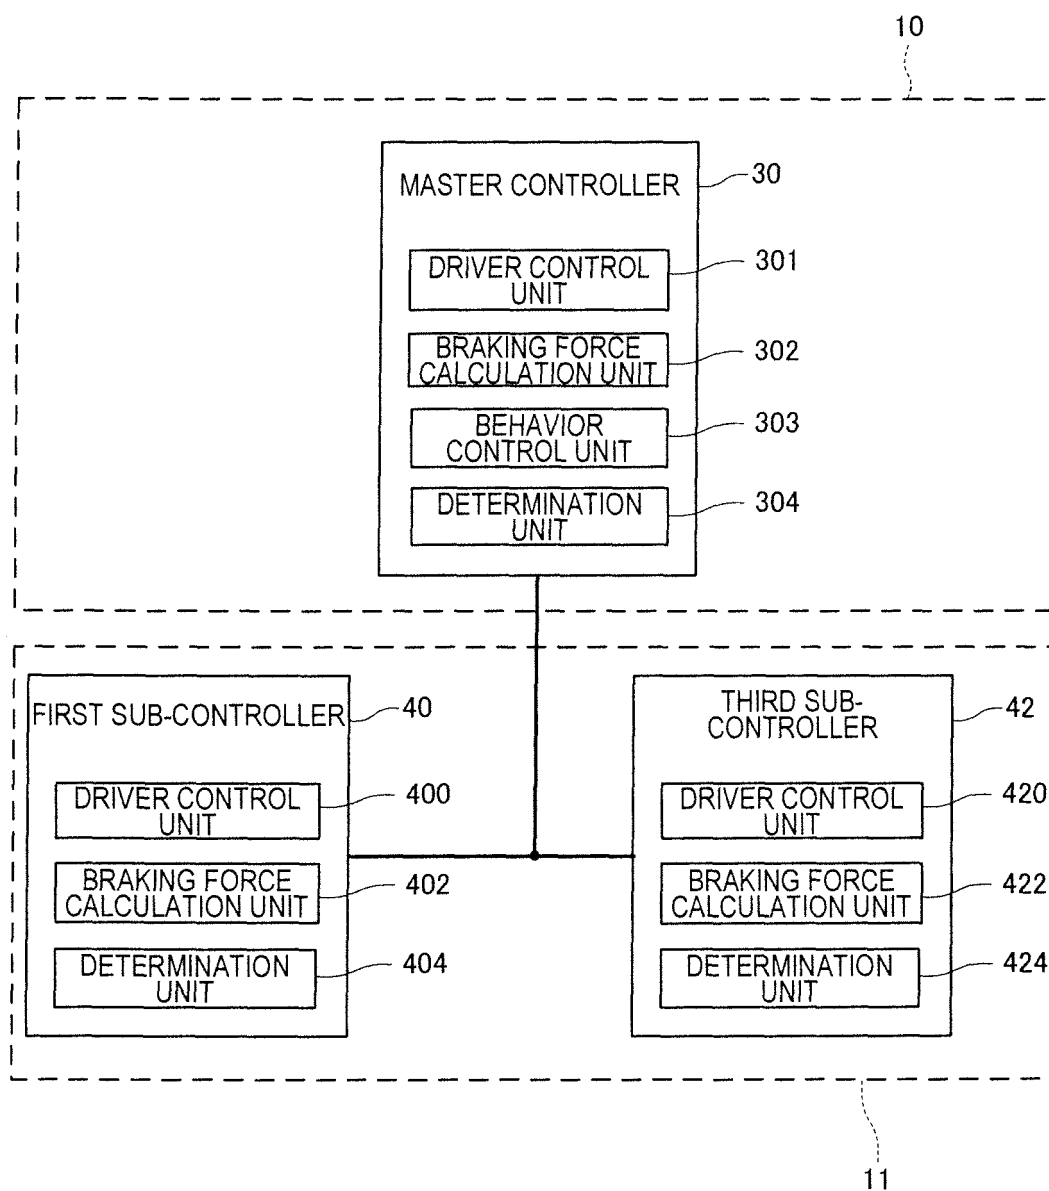 10
MASTER CONTROLLER
30
DRIVER CONTROL
UNIT
301
BRAKING FORCE
CALCULATION UNIT
302
BEHAVIOR
CONTROL UNIT
303
DETERMINATION
UNIT
304
FIRST SUB-CONTROLLER
40
DRIVER CONTROL
UNIT
400
BRAKING FORCE
CALCULATION UNIT
402
DETERMINATION
UNIT
404
THIRD SUB-
CONTROLLER
42
DRIVER CONTROL
UNIT
420
BRAKING FORCE
CALCULATION UNIT
422
DETERMINATION
UNIT
424
11